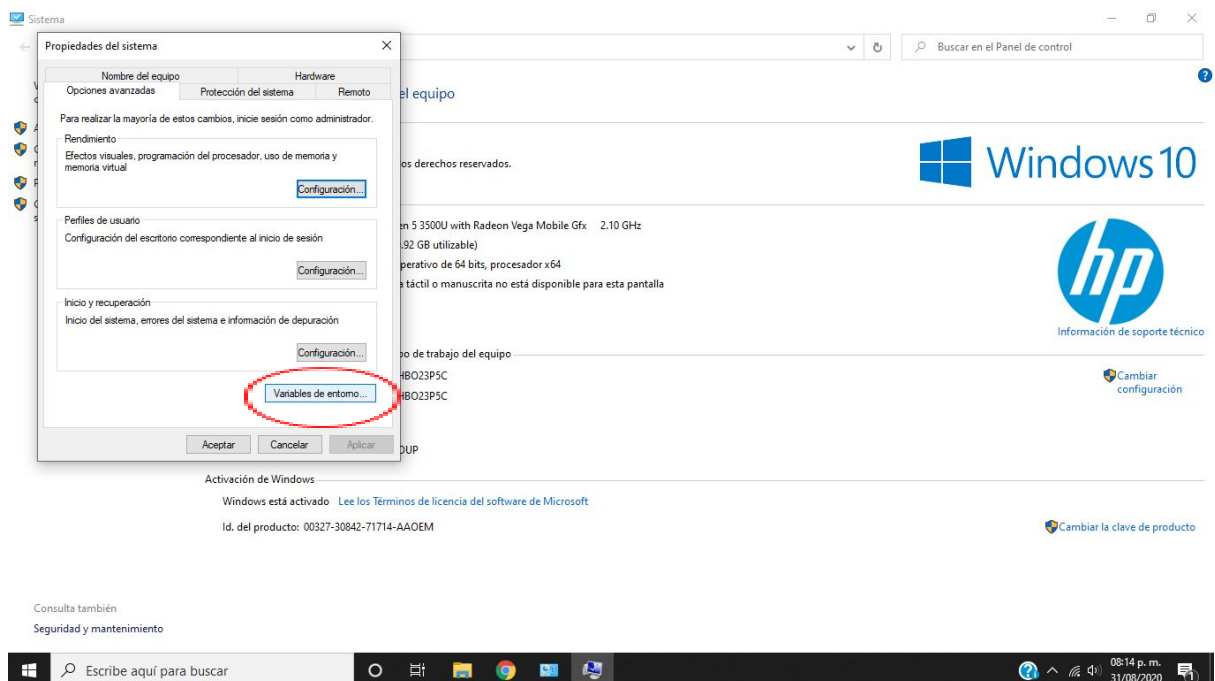 Sistema
Propiedades del sistema
Buscar en el Panel de control
Nombre del equipo
Hardware
Opciones avanzadas
Protección del sistema
Remoto
el equipo
Para realizar la mayoría de estos cambios, inicie sesión como administrador.
Rendimiento
Efectos visuales, programación del procesador, uso de memoria y
memoria virtual
Configuración...
os derechos reservados.
Windows 10
Perfiles de usuario
Configuración del escritorio correspondiente al inicio de sesión
Configuración...
en 5 3500U with Radeon Vega Mobile Gfx 2.10 GHz
.92 GB utilizable)
perativo de 64 bits, procesador x64
táctil o manuscrita no está disponible para esta pantalla
hp
Información de soporte técnico
Inicio y recuperación
Inicio del sistema, errores del sistema e información de depuración
Configuración...
po de trabajo del equipo
HBO23P5C
HBO23P5C
Cambiar
configuración
Variables de entorno...
Aceptar
Cancelar
Aplicar
OUP
Activación de Windows
Windows está activado Lee los Términos de licencia del software de Microsoft
Id. del producto: 00327-30842-71714-AAOEM
Cambiar la clave de producto
Consulta también
Seguridad y mantenimiento
Escribe aquí para buscar
08:14 p. m.
31/08/2020